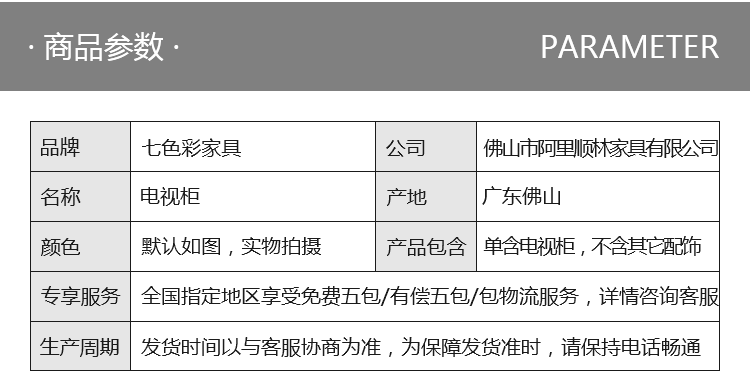 · 商品参数 · PARAMETER
品牌 七色彩家具 公司 佛山市阿里顺林家具有限公司
名称 电视柜 产地 广东佛山
颜色 默认如图，实物拍摄 产品包含 单含电视柜，不含其它配饰
专享服务 全国指定地区享受免费五包/有偿五包/包物流服务，详情咨询客服
生产周期 发货时间以与客服协商为准，为保障发货准时，请保持电话畅通